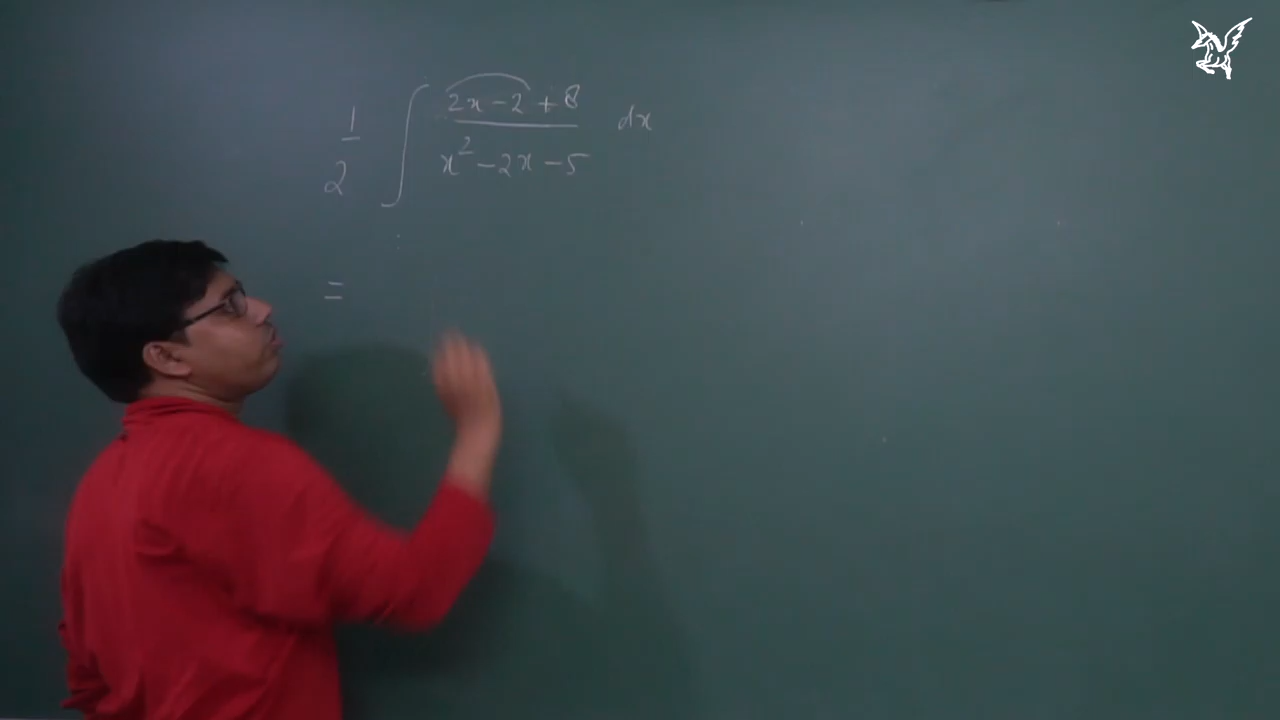 1/2 ∫ (2x − 2 + 8)/(x² − 2x − 5) dx
=